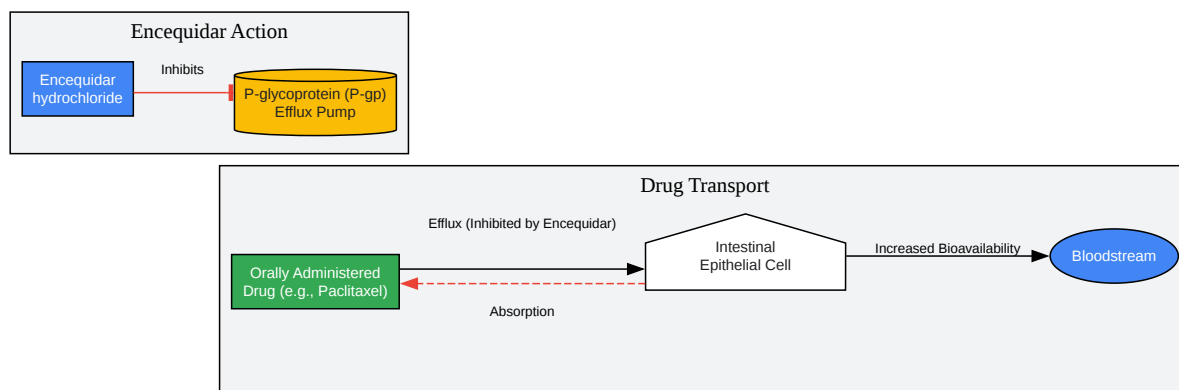 Encequidar Action
Encequidar
hydrochloride
Inhibits
P-glycoprotein (P-gp)
Efflux Pump
Drug Transport
Efflux (Inhibited by Encequidar)
Orally Administered
Drug (e.g., Paclitaxel)
Absorption
Intestinal
Epithelial Cell
Increased Bioavailability
Bloodstream